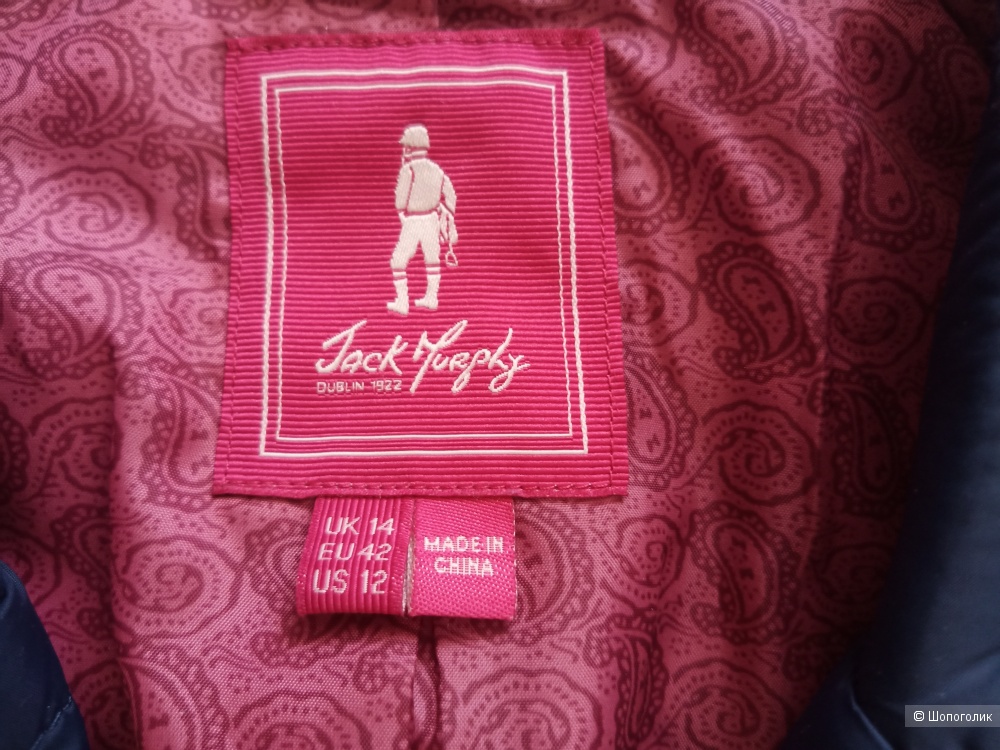 Jack Murphy
DUBLIN 1922
UK 14
EU 42
US 12
MADE IN
CHINA
© Шопоголик